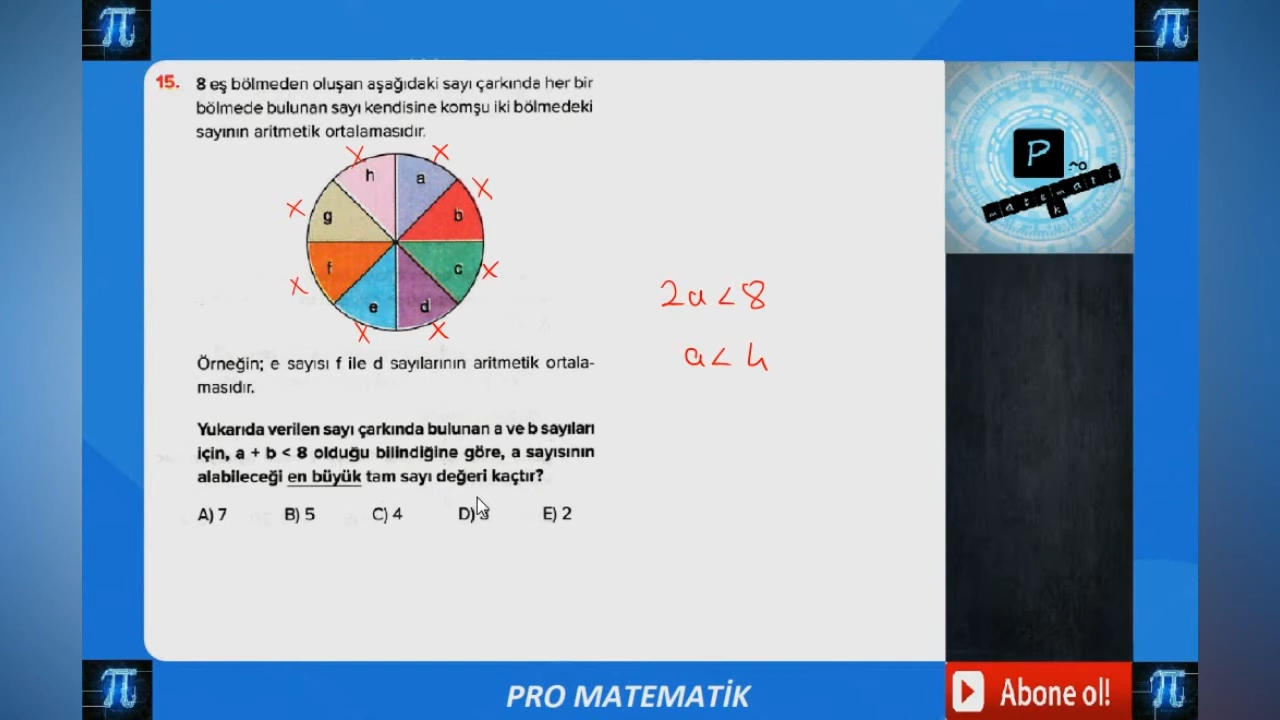 15. 8 eş bölmeden oluşan aşağıdaki sayı çarkında her bir
bölmede bulunan sayı kendisine komşu iki bölmedeki
sayının aritmetik ortalamasıdır.
x x
h a x
x g b
f c x
x e d
x x
Örneğin; e sayısı f ile d sayılarının aritmetik ortala-
masıdır.
Yukarıda verilen sayı çarkında bulunan a ve b sayıları
için, a + b < 8 olduğu bilindiğine göre, a sayısının
alabileceği en büyük tam sayı değeri kaçtır?
A) 7 B) 5 C) 4 D) E) 2
2a < 8
a < 4
P
ro
matematik
PRO MATEMATİK
Abone ol!
π
π
π
π